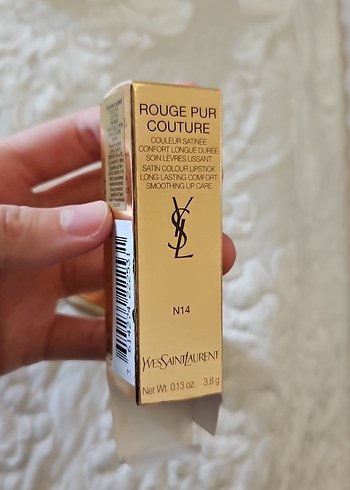 ROUGE PUR
COUTURE
COULEUR SATINÉE
CONFORT LONGUE DURÉE
SOIN LÈVRES LISSANT
SATIN COLOUR LIPSTICK
LONG-LASTING COMFORT
SMOOTHING LIP CARE
YSL
N14
YVESSAINTLAURENT
Net Wt. 0.13 oz. 3.8 g